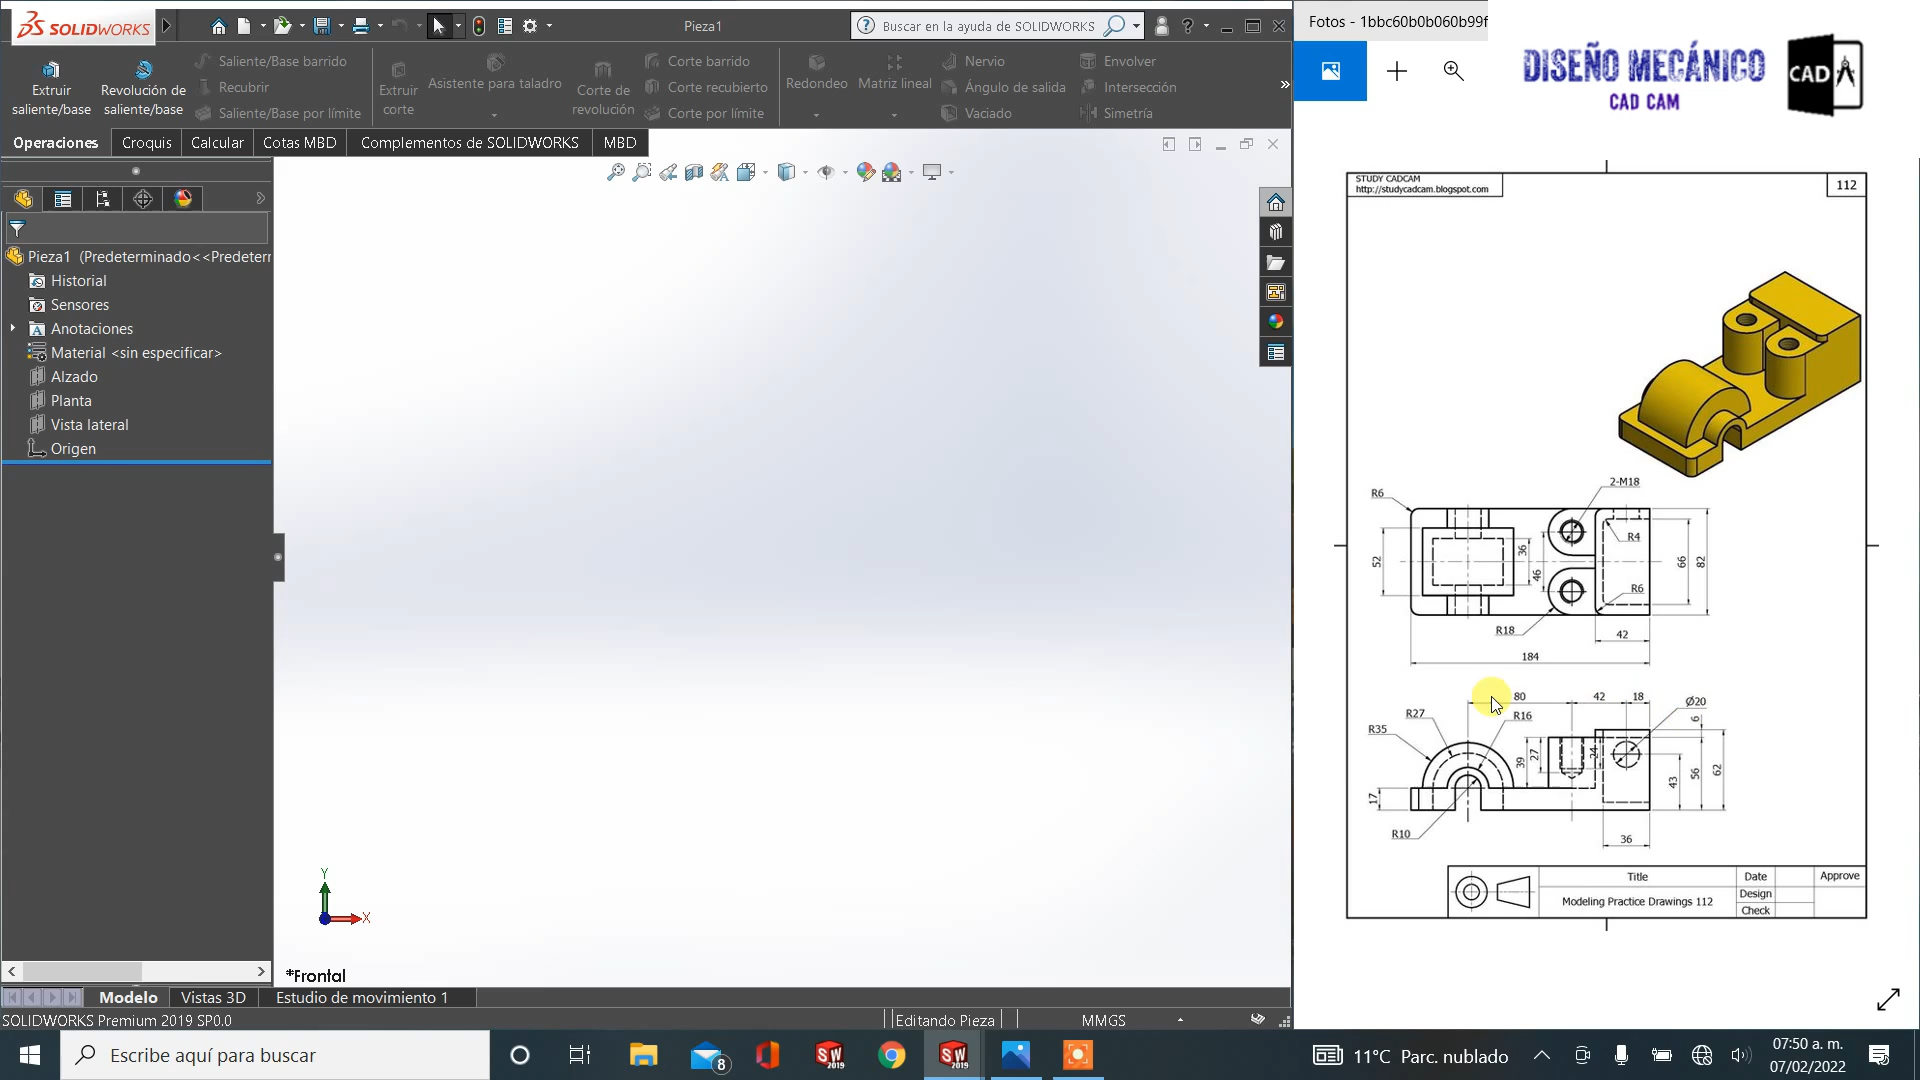 SOLIDWORKS
Pieza1
Buscar en la ayuda de SOLIDWORKS
Fotos - 1bbc60b0b060b99f
DISEÑO MECÁNICO
CAD CAM
CAD
Extruir saliente/base
Revolución de saliente/base
Saliente/Base barrido
Recubrir
Saliente/Base por límite
Extruir corte
Asistente para taladro
Corte de revolución
Corte barrido
Corte recubierto
Corte por límite
Redondeo
Matriz lineal
Nervio
Ángulo de salida
Vaciado
Envolver
Intersección
Simetría
Operaciones
Croquis
Calcular
Cotas MBD
Complementos de SOLIDWORKS
MBD
Pieza1 (Predeterminado<<Predeterr
Historial
Sensores
Anotaciones
Material <sin especificar>
Alzado
Planta
Vista lateral
Origen
Y
X
*Frontal
Modelo
Vistas 3D
Estudio de movimiento 1
SOLIDWORKS Premium 2019 SP0.0
Editando Pieza
MMGS
STUDY CADCAM
http://studycadcam.blogspot.com
112
2-M18
R6
R4
52
36
46
66
82
R6
R18
42
184
80
42
18
Ø20
R27
R16
R35
6
39
27
24
43
56
62
17
R10
36
Title
Date
Approve
Modeling Practice Drawings 112
Design
Check
Escribe aquí para buscar
8
SW 2019
SW 2019
11°C Parc. nublado
07:50 a. m.
07/02/2022